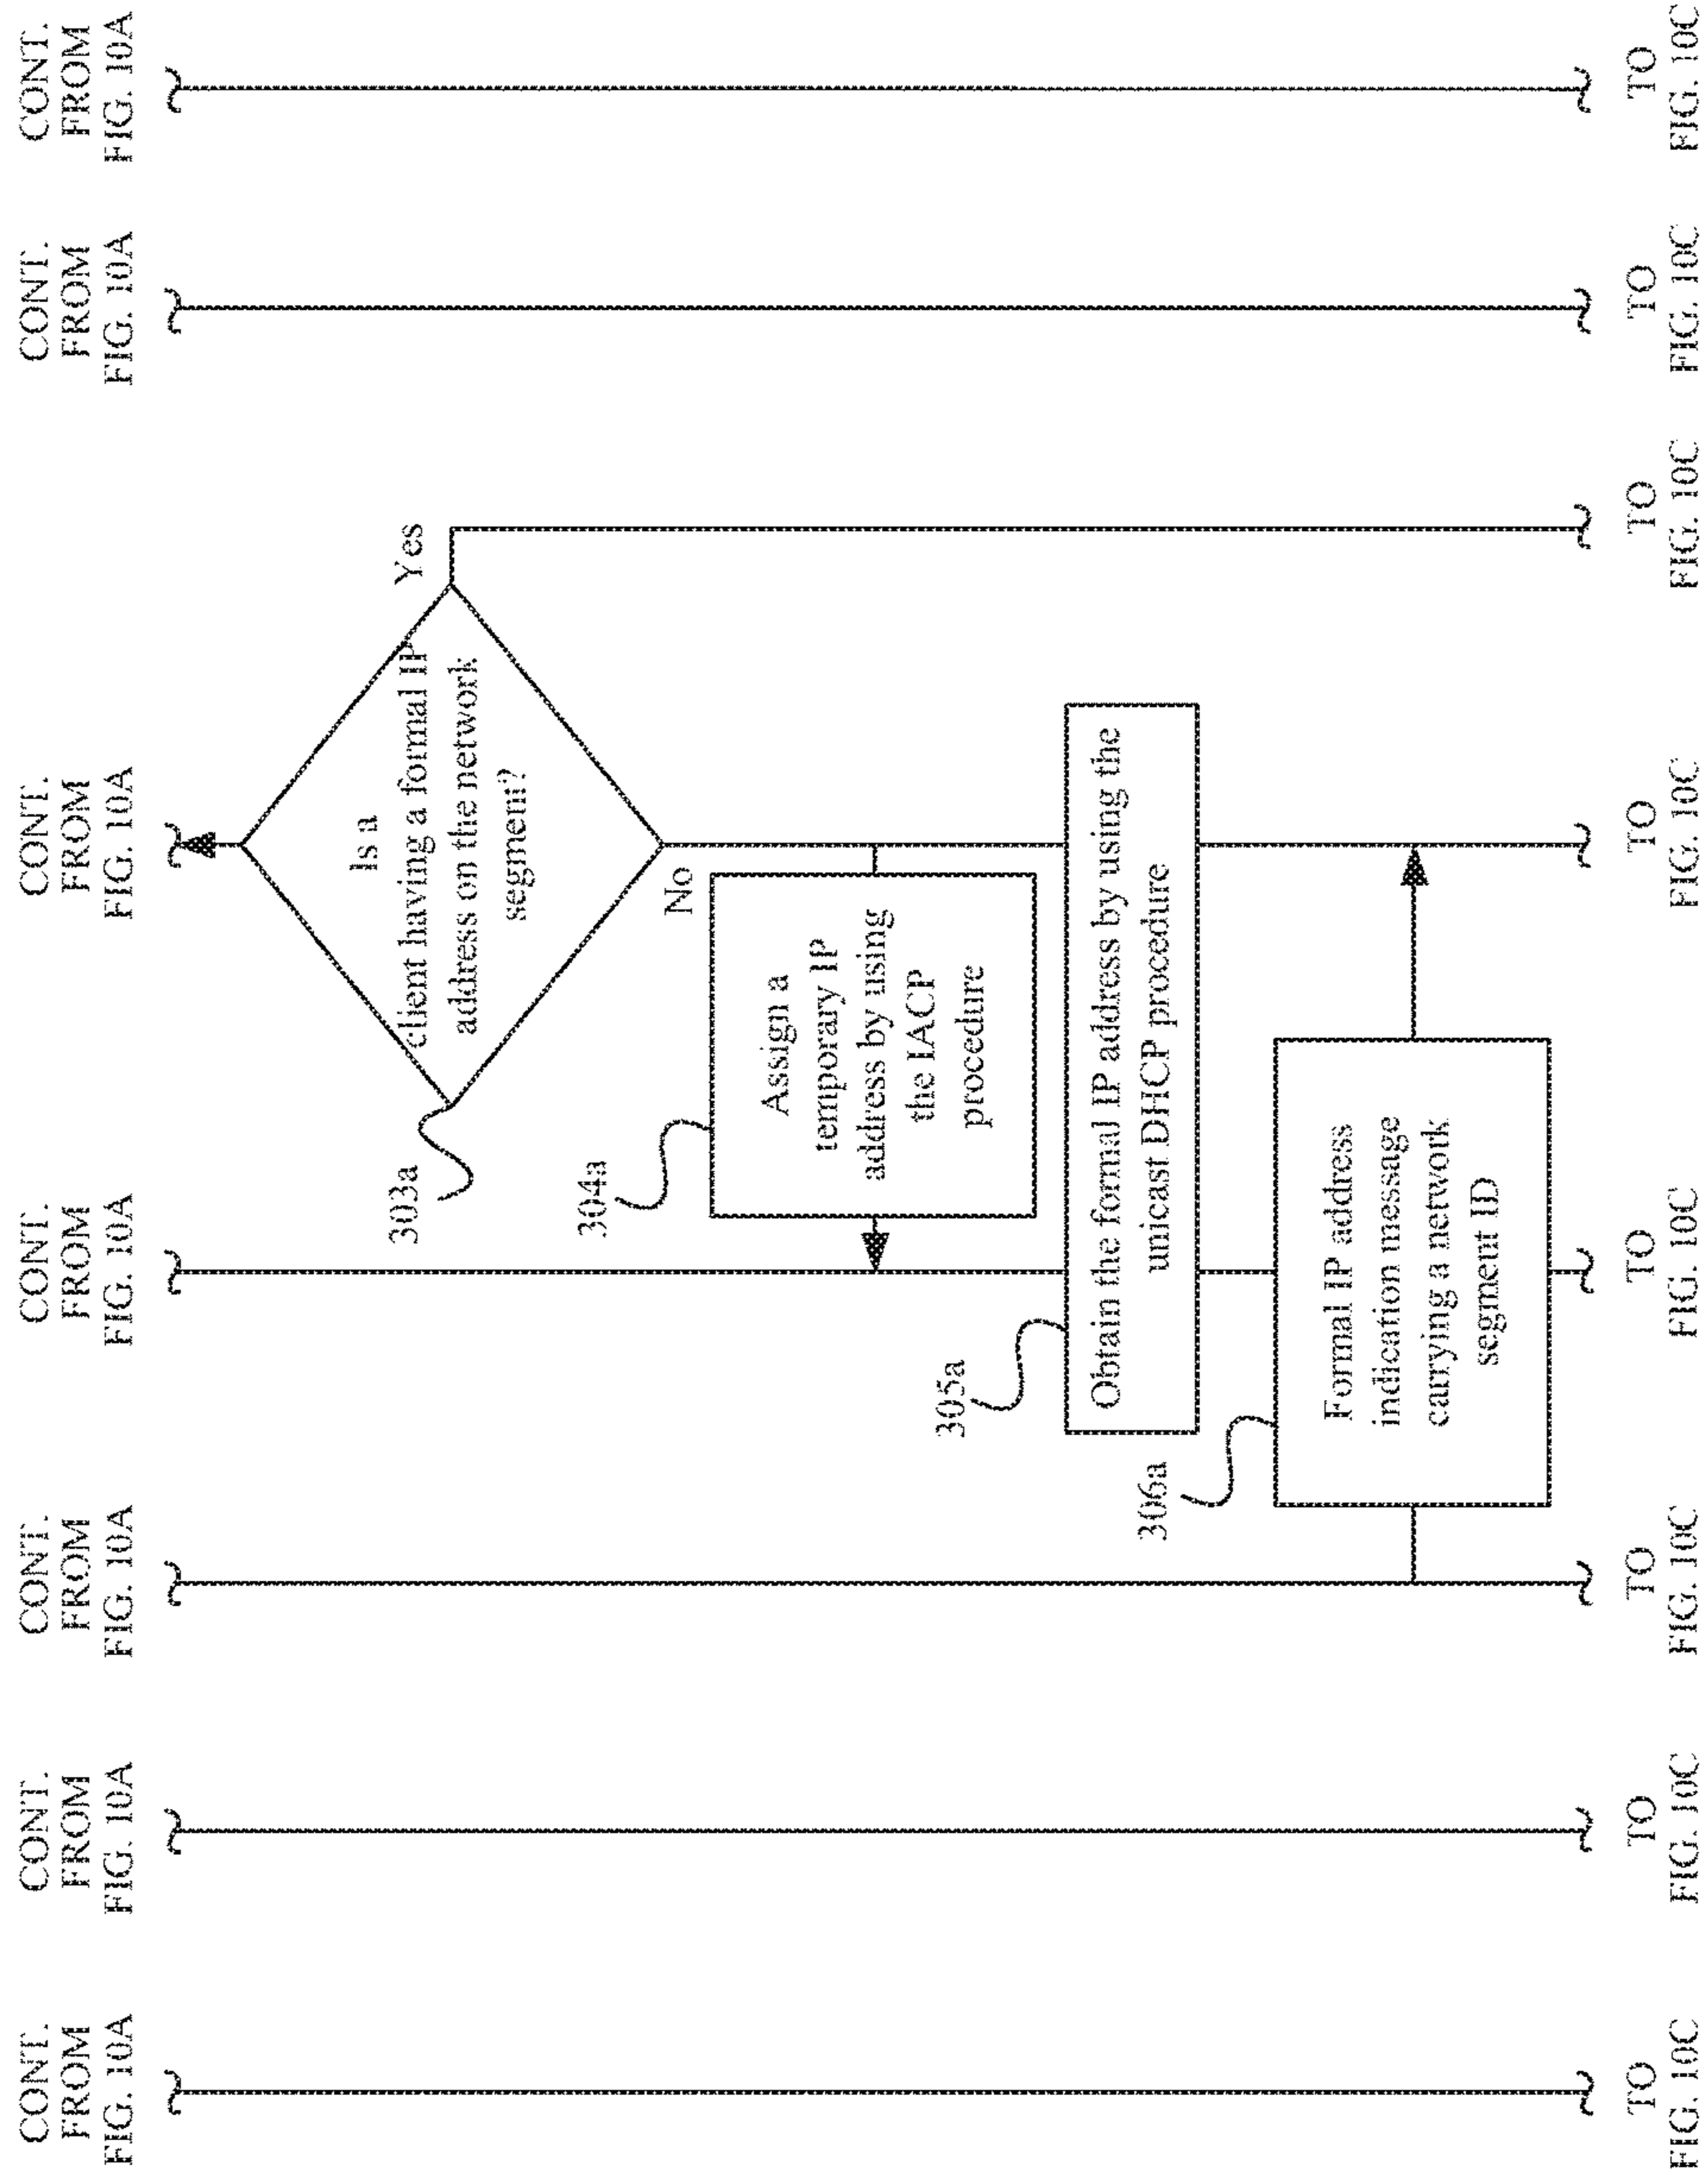 CONT.
FROM
FIG. 10A
CONT.
FROM
FIG. 10A
CONT.
FROM
FIG. 10A
CONT.
FROM
FIG. 10A
CONT.
FROM
FIG. 10A
CONT.
FROM
FIG. 10A
CONT.
FROM
FIG. 10A
303a
Is a
client having a formal IP
address on the network
segment?
Yes
No
304a
Assign a
temporary IP
address by using
the IACP
procedure
305a
Obtain the formal IP address by using the
unicast DHCP procedure
306a
Formal IP address
indication message
carrying a network
segment ID
TO
FIG. 10C
TO
FIG. 10C
TO
FIG. 10C
TO
FIG. 10C
TO
FIG. 10C
TO
FIG. 10C
TO
FIG. 10C
TO
FIG. 10C